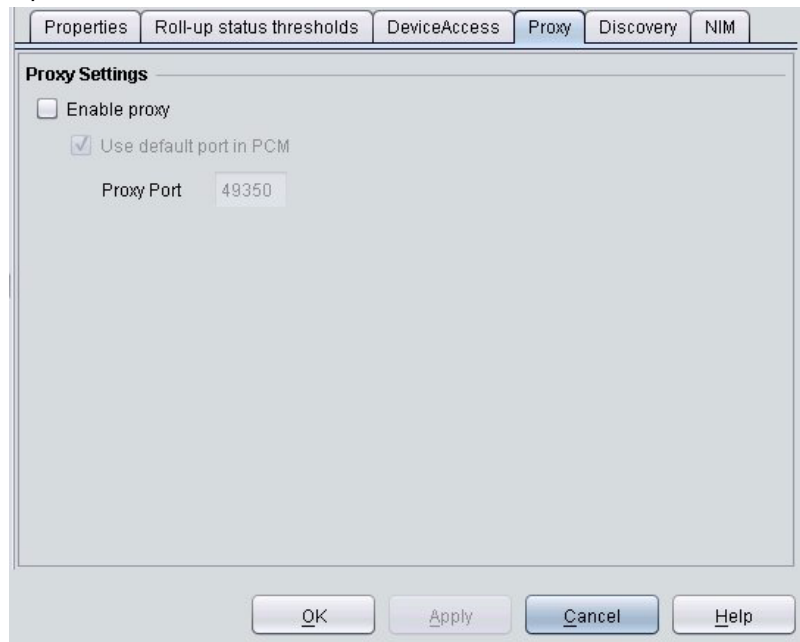 Properties Roll-up status thresholds DeviceAccess Proxy Discovery NIM
Proxy Settings
Enable proxy
Use default port in PCM
Proxy Port 49350
OK Apply Cancel Help